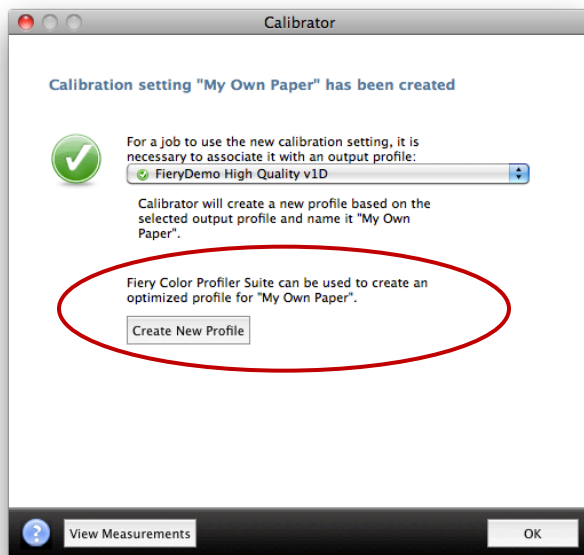 Calibrator
Calibration setting "My Own Paper" has been created
For a job to use the new calibration setting, it is
necessary to associate it with an output profile:
FieryDemo High Quality v1D
Calibrator will create a new profile based on the
selected output profile and name it "My Own
Paper".
Fiery Color Profiler Suite can be used to create an
optimized profile for "My Own Paper".
Create New Profile
? View Measurements OK